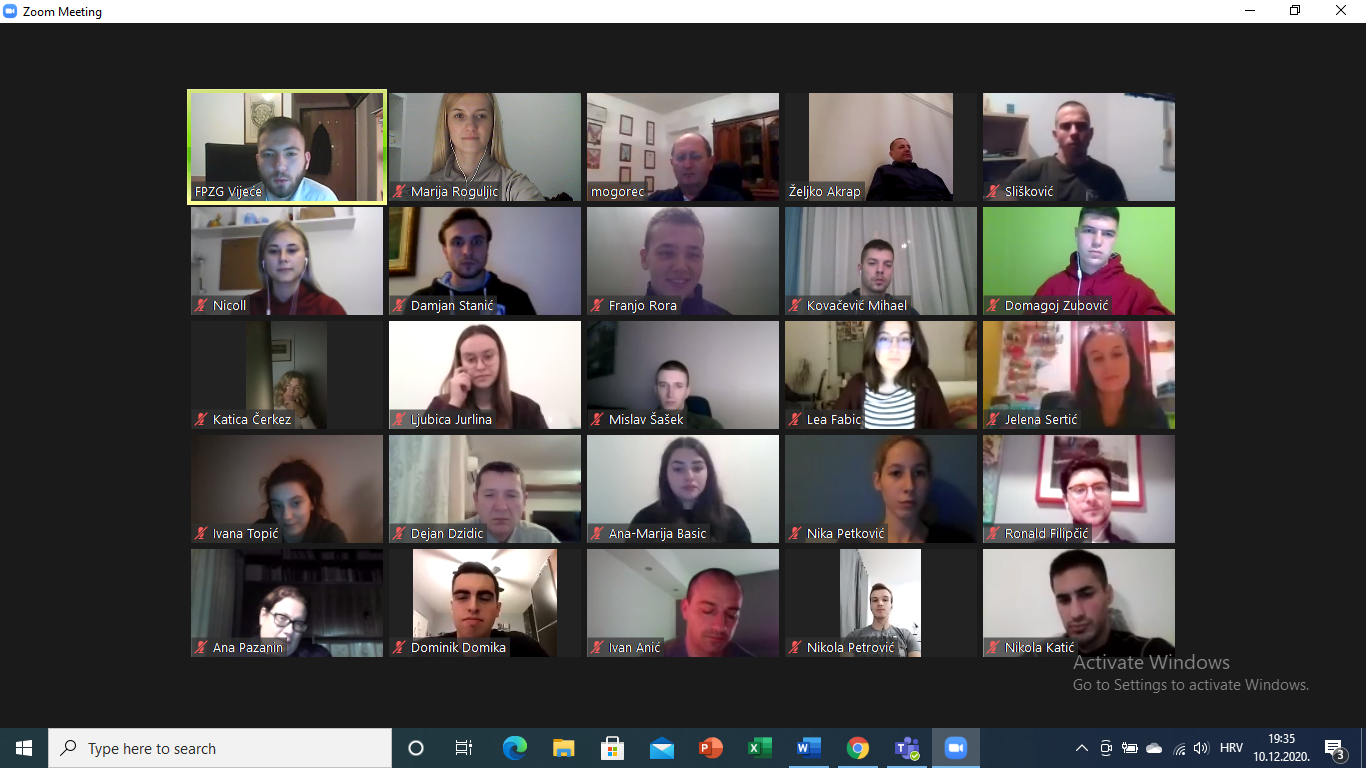 Zoom Meeting
FPZG Vijeće
Marija Roguljic
mogorec
Željko Akrap
Slišković
Nicoll
Damjan Stanić
Franjo Rora
Kovačević Mihael
Domagoj Zubović
Katica Čerkez
Ljubica Jurlina
Mislav Šašek
Lea Fabic
Jelena Sertić
Ivana Topić
Dejan Dzidic
Ana-Marija Basic
Nika Petković
Ronald Filipčić
Ana Pazanin
Dominik Domika
Ivan Anić
Nikola Petrović
Nikola Katić
Activate Windows
Go to Settings to activate Windows.
Type here to search
HRV
19:35
10.12.2020.
3